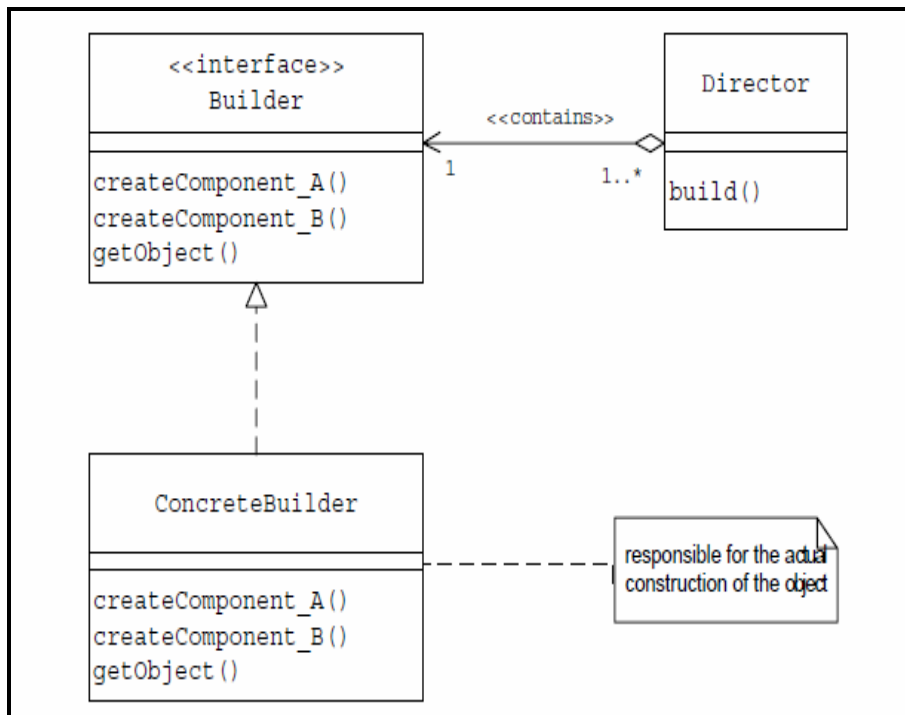 <<interface>>
Builder
createComponent_A()
createComponent_B()
getObject()
<<contains>>
1
1..*
Director
build()
ConcreteBuilder
createComponent_A()
createComponent_B()
getObject()
responsible for the actual
construction of the object